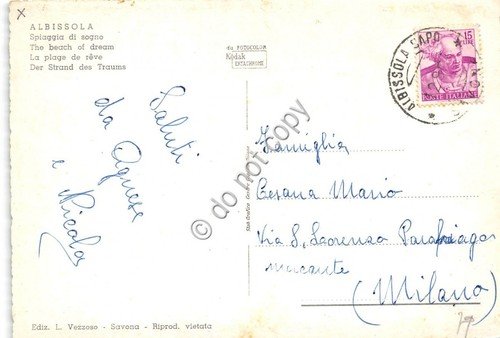 ALBISSOLA
Spiaggia di sogno
The beach of dream
La plage de rêve
Der Strand des Traums
da FOTOCOLOR
Kodak
EKTACHROME
15
LIRE
POSTE ITALIANE
ALBISSOLA CAPO
Saluti
da Agnese
e Nicola
Famiglia
Cesana Mario
Via S. Lorenzo Parabiago
(Milano)
© do not copy
Ediz. L. Vezzoso - Savona - Riprod. vietata